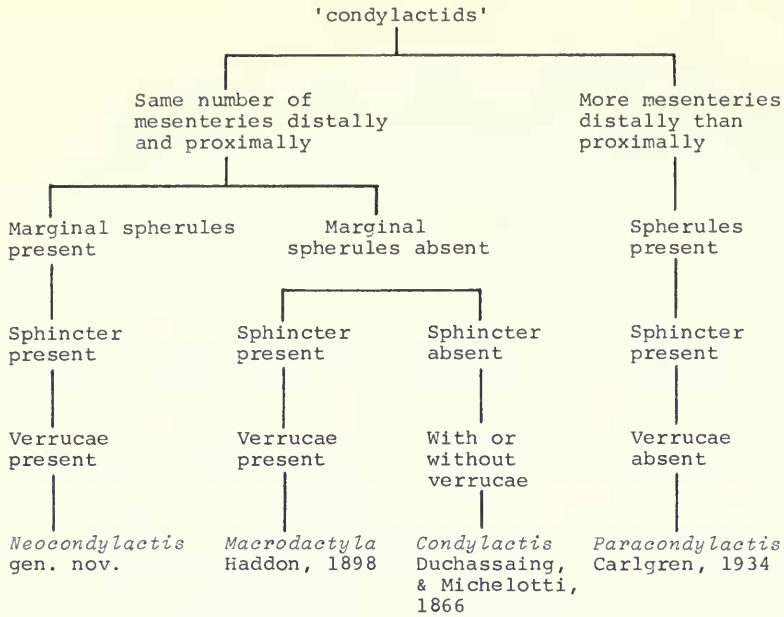 'condylactids'
Same number of
mesenteries distally
and proximally
More mesenteries
distally than
proximally
Marginal spherules
present
Marginal
spherules absent
Spherules
present
Sphincter
present
Sphincter
present
Sphincter
absent
Sphincter
present
Verrucae
present
Verrucae
present
With or
without
verrucae
Verrucae
absent
Neocondylactis
gen. nov.
Macrodactyla
Haddon, 1898
Condylactis
Duchassaing,
& Michelotti,
1866
Paracondylactis
Carlgren, 1934